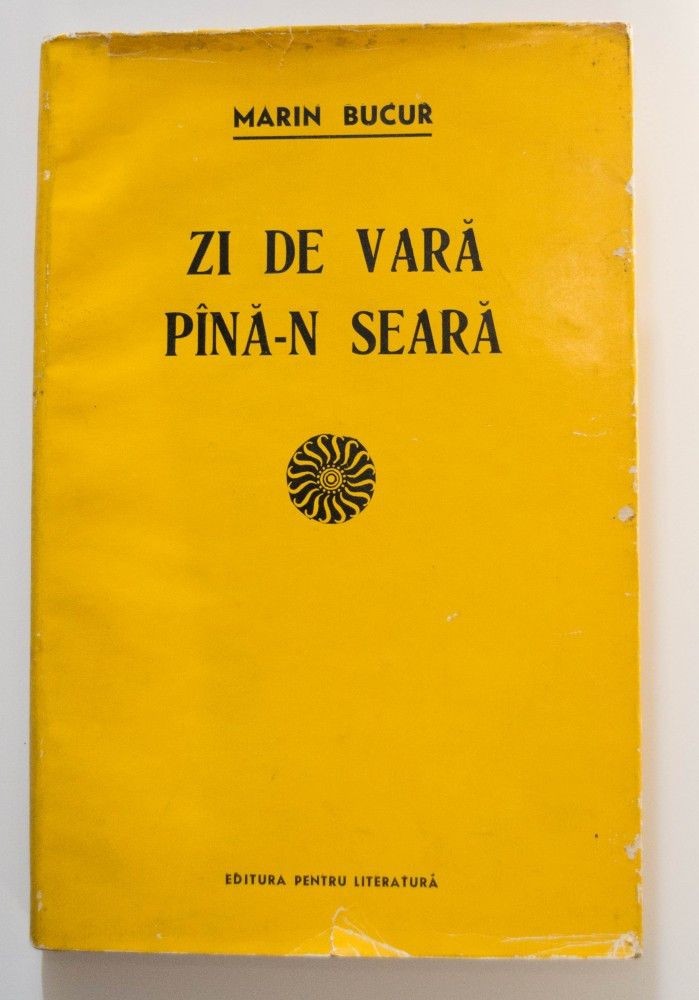 MARIN BUCUR
ZI DE VARĂ
PÎNĂ-N SEARĂ
EDITURA PENTRU LITERATURĂ